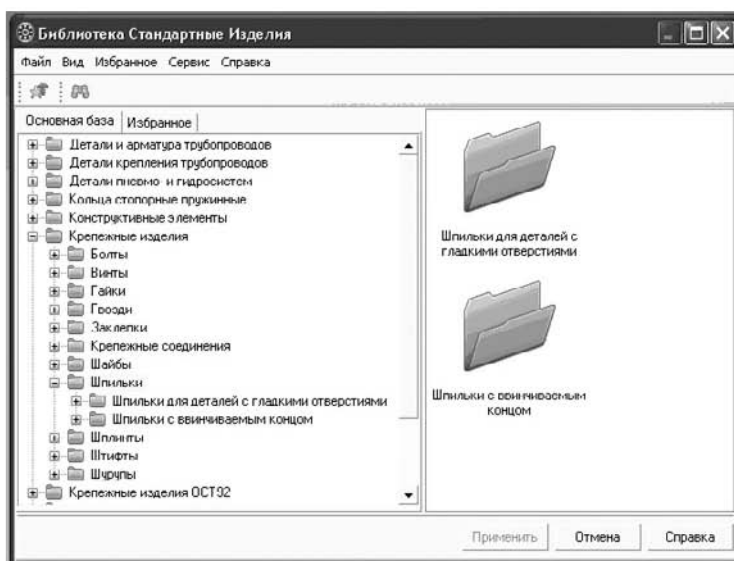 Библиотека Стандартные Изделия
Файл Вид Избранное Сервис Справка
Основная база Избранное
Детали и арматура трубопроводов
Детали крепления трубопроводов
Детали пневмо- и гидросистем
Кольца стопорные пружинные
Конструктивные элементы
Крепежные изделия
Болты
Винты
Гайки
Гвозди
Заклепки
Крепежные соединения
Шайбы
Шпильки
Шпильки для деталей с гладкими отверстиями
Шпильки с ввинчиваемым концом
Шплинты
Штифты
Шурупы
Крепежные изделия ОСТ92
Шпильки для деталей с
гладкими отверстиями
Шпильки с ввинчиваемым
концом
Применить Отмена Справка